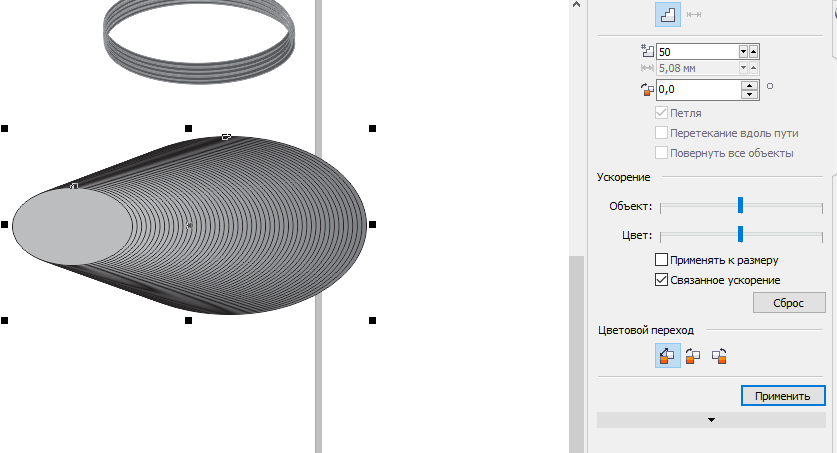 50
5,08 мм
0,0
Петля
Перетекание вдоль пути
Повернуть все объекты
Ускорение
Объект:
Цвет:
Применять к размеру
Связанное ускорение
Сброс
Цветовой переход
Применить